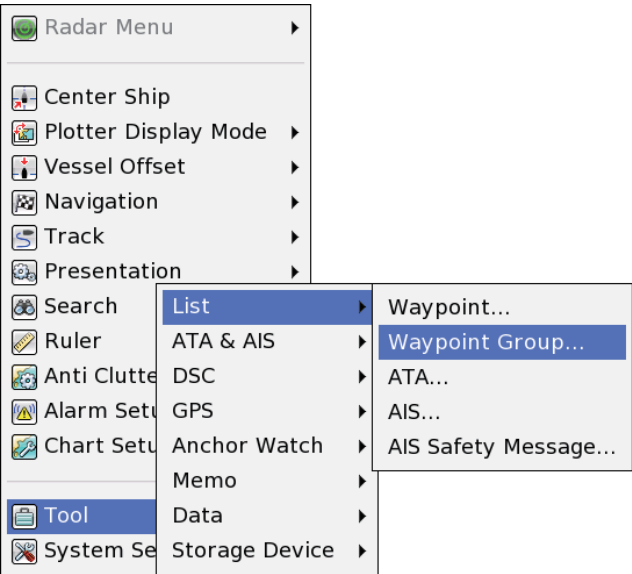 Radar Menu
Center Ship
Plotter Display Mode
Vessel Offset
Navigation
Track
Presentation
Search
Ruler
Anti Clutte
Alarm Setu
Chart Setu
Tool
System Se
List
ATA & AIS
DSC
GPS
Anchor Watch
Memo
Data
Storage Device
Waypoint...
Waypoint Group...
ATA...
AIS...
AIS Safety Message...